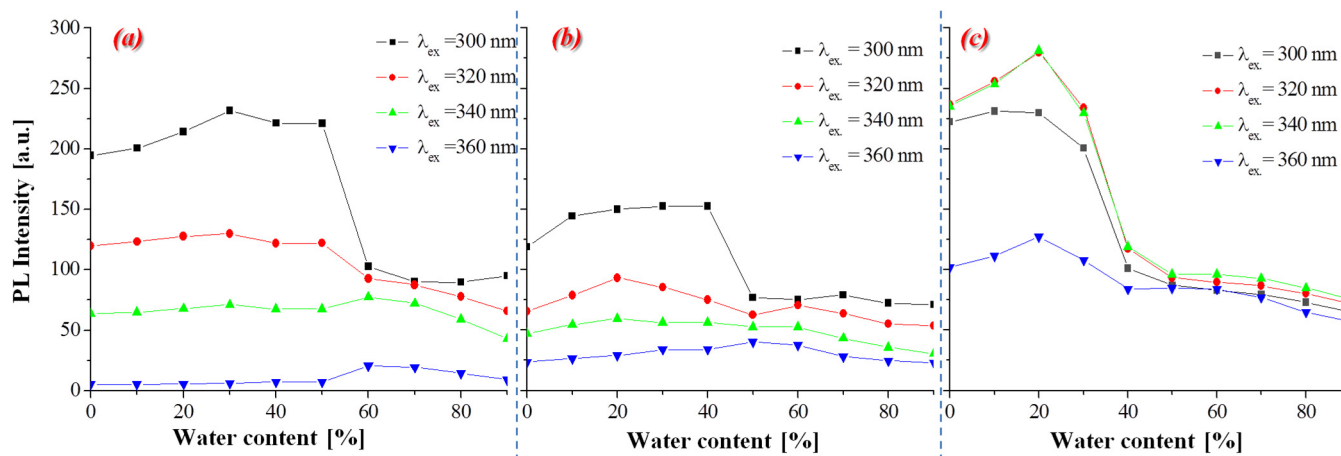 (a)
λex =300 nm
λex =320 nm
λex =340 nm
λex =360 nm
PL Intensity [a.u.]
300
250
200
150
100
50
0
0 20 40 60 80
Water content [%]
(b)
λex. = 300 nm
λex. = 320 nm
λex. = 340 nm
λex. = 360 nm
0 20 40 60 80
Water content [%]
(c)
λex. = 300 nm
λex. = 320 nm
λex. = 340 nm
λex. = 360 nm
0 20 40 60 80
Water content [%]